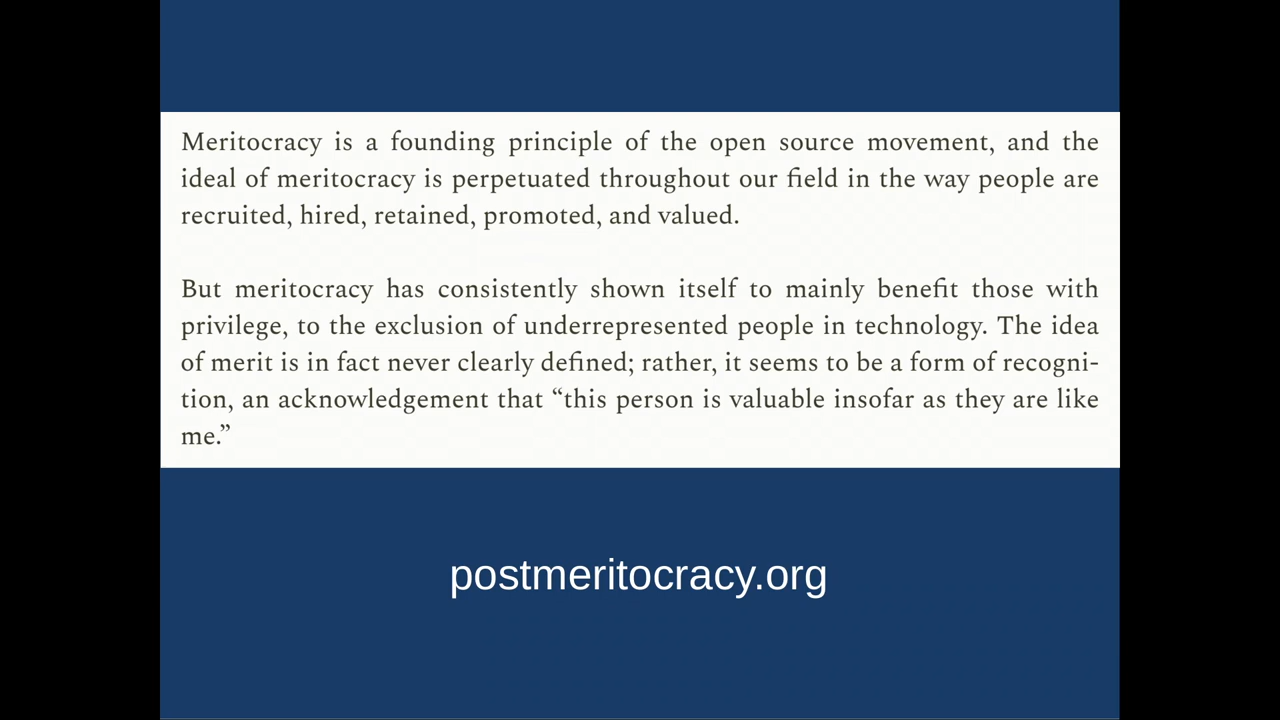 Meritocracy is a founding principle of the open source movement, and the
ideal of meritocracy is perpetuated throughout our field in the way people are
recruited, hired, retained, promoted, and valued.
But meritocracy has consistently shown itself to mainly benefit those with
privilege, to the exclusion of underrepresented people in technology. The idea
of merit is in fact never clearly defined; rather, it seems to be a form of recogni-
tion, an acknowledgement that “this person is valuable insofar as they are like
me.”
postmeritocracy.org